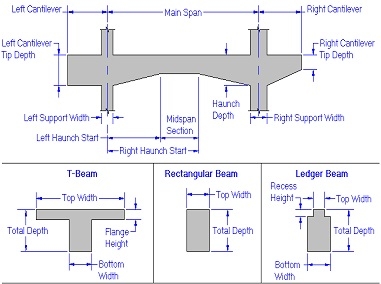 Left Cantilever
Main Span
Right Cantilever
Left Cantilever
Tip Depth
Right Cantilever
Tip Depth
Left Support Width
Midspan
Section
Haunch
Depth
Right Support Width
Left Haunch Start
Right Haunch Start
T-Beam
Rectangular Beam
Ledger Beam
Top Width
Total Depth
Flange
Height
Bottom
Width
Top Width
Total Depth
Recess
Height
Top
Width
Total Depth
Bottom
Width